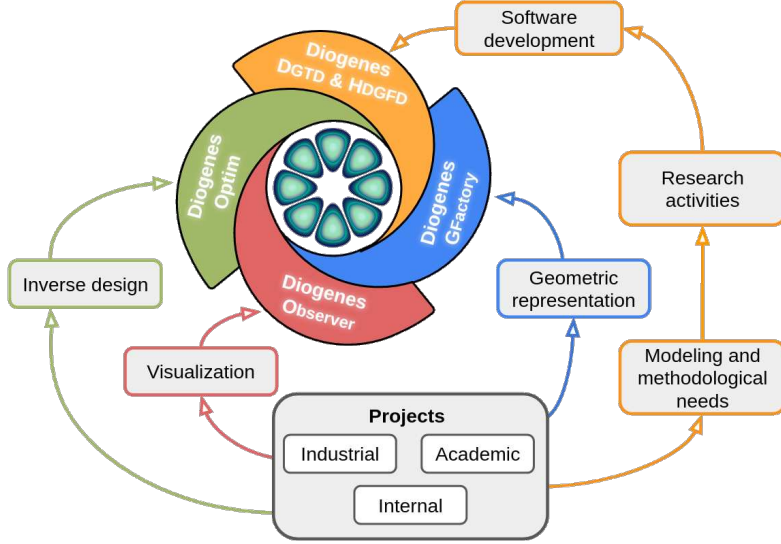 Software
development
Diogenes
DGTD & HDGFD
Diogenes
Optim
Diogenes
GFactory
Diogenes
Observer
Research
activities
Inverse design
Geometric
representation
Visualization
Modeling and
methodological
needs
Projects
Industrial
Academic
Internal